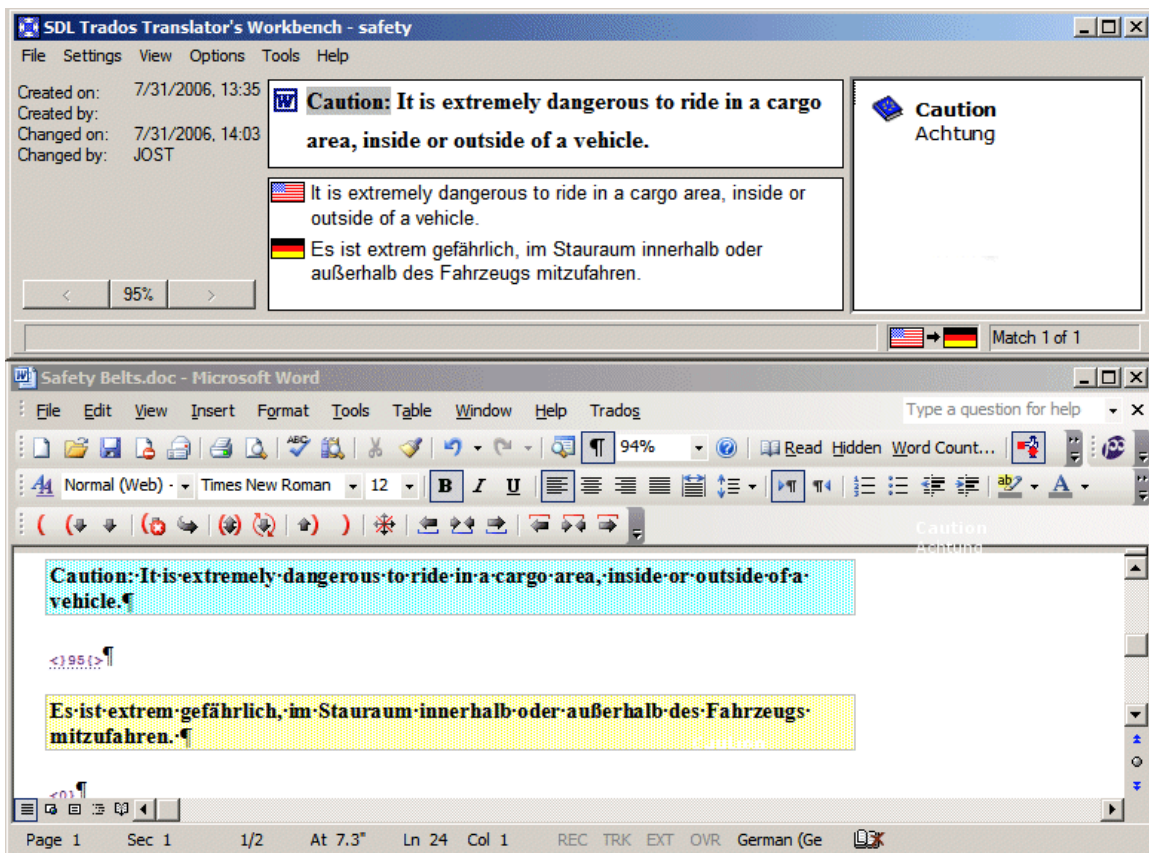 SDL Trados Translator's Workbench - safety
File Settings View Options Tools Help
Created on: 7/31/2006, 13:35
Created by:
Changed on: 7/31/2006, 14:03
Changed by: JOST
Caution: It is extremely dangerous to ride in a cargo
area, inside or outside of a vehicle.
It is extremely dangerous to ride in a cargo area, inside or
outside of a vehicle.
Es ist extrem gefährlich, im Stauraum innerhalb oder
außerhalb des Fahrzeugs mitzufahren.
Caution
Achtung
< 95% >
Match 1 of 1
Safety Belts.doc - Microsoft Word
File Edit View Insert Format Tools Table Window Help Trados Type a question for help
94% Read Hidden Word Count...
Normal (Web) - Times New Roman 12 B I U
Caution
Achtung
Caution:·It·is·extremely·dangerous·to·ride·in·a·cargo·area,·inside·or·outside·of·a·
vehicle.¶
<}95{>¶
Es·ist·extrem·gefährlich,·im·Stauraum·innerhalb·oder·außerhalb·des·Fahrzeugs·
mitzufahren.·¶
Caution
<0}¶
Page 1 Sec 1 1/2 At 7.3" Ln 24 Col 1 REC TRK EXT OVR German (Ge